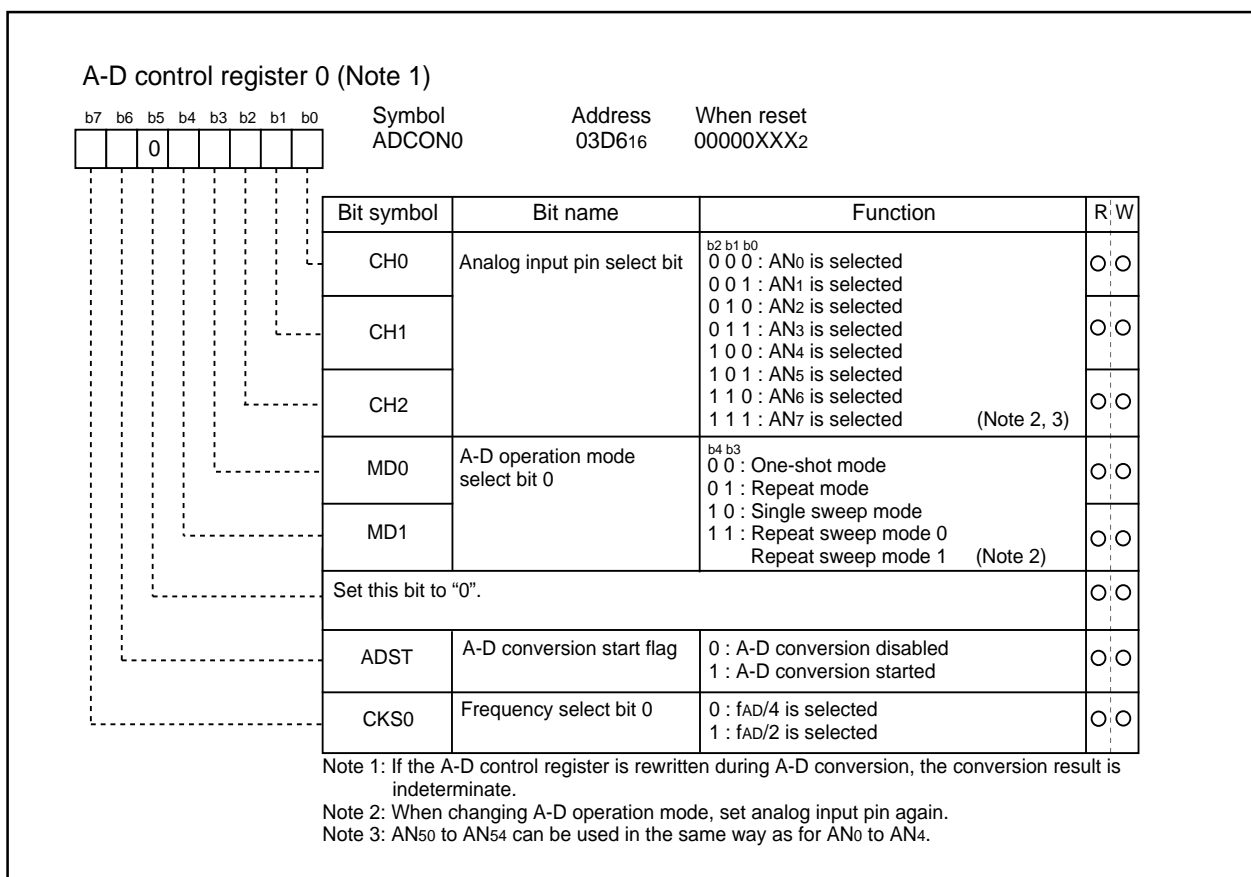 A-D control register 0 (Note 1)
b7 b6 b5 b4 b3 b2 b1 b0
0
Symbol Address When reset
ADCON0 03D616 00000XXX2
Bit symbol Bit name Function R W
CH0 Analog input pin select bit
b2 b1 b0
0 0 0 : AN0 is selected
0 0 1 : AN1 is selected
0 1 0 : AN2 is selected
CH1
0 1 1 : AN3 is selected
1 0 0 : AN4 is selected
1 0 1 : AN5 is selected
CH2
1 1 0 : AN6 is selected
1 1 1 : AN7 is selected (Note 2, 3)
MD0 A-D operation mode
select bit 0
b4 b3
0 0 : One-shot mode
0 1 : Repeat mode
1 0 : Single sweep mode
MD1
1 1 : Repeat sweep mode 0
Repeat sweep mode 1 (Note 2)
Set this bit to “0”.
ADST A-D conversion start flag
0 : A-D conversion disabled
1 : A-D conversion started
CKS0 Frequency select bit 0
0 : fAD/4 is selected
1 : fAD/2 is selected
Note 1: If the A-D control register is rewritten during A-D conversion, the conversion result is
indeterminate.
Note 2: When changing A-D operation mode, set analog input pin again.
Note 3: AN50 to AN54 can be used in the same way as for AN0 to AN4.